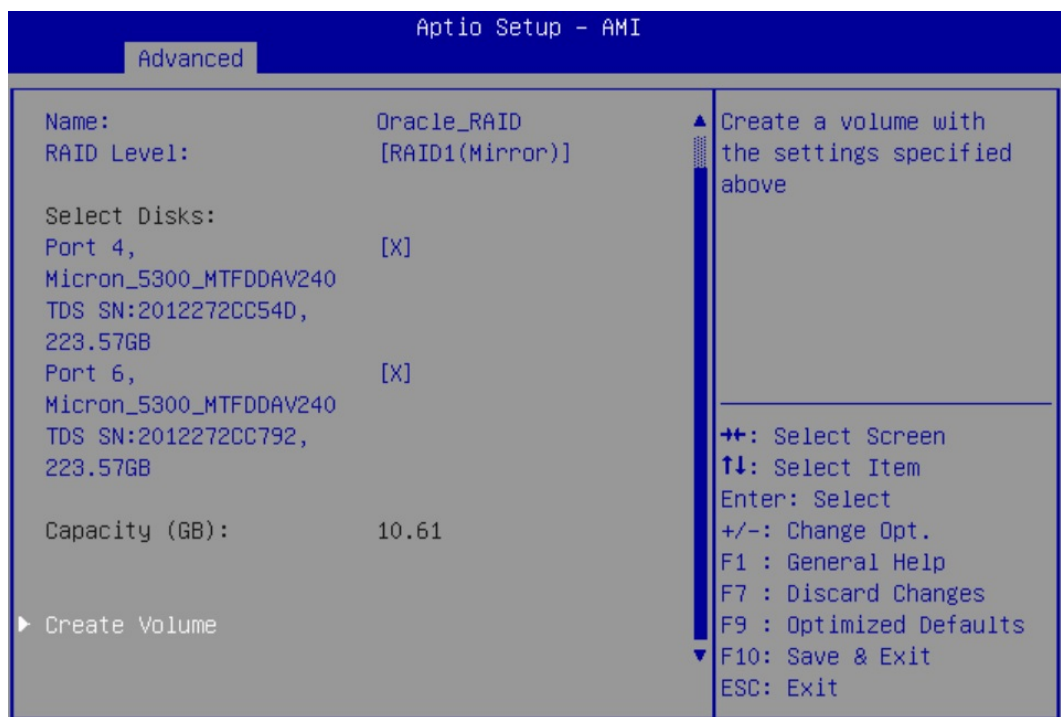 Aptio Setup – AMI
Advanced
Name: Oracle_RAID
RAID Level: [RAID1(Mirror)]
Select Disks:
Port 4, [X]
Micron_5300_MTFDDAV240
TDS SN:2012272CC54D,
223.57GB
Port 6, [X]
Micron_5300_MTFDDAV240
TDS SN:2012272CC792,
223.57GB
Capacity (GB): 10.61
Create Volume
Create a volume with
the settings specified
above
→←: Select Screen
↑↓: Select Item
Enter: Select
+/-: Change Opt.
F1 : General Help
F7 : Discard Changes
F9 : Optimized Defaults
F10: Save & Exit
ESC: Exit